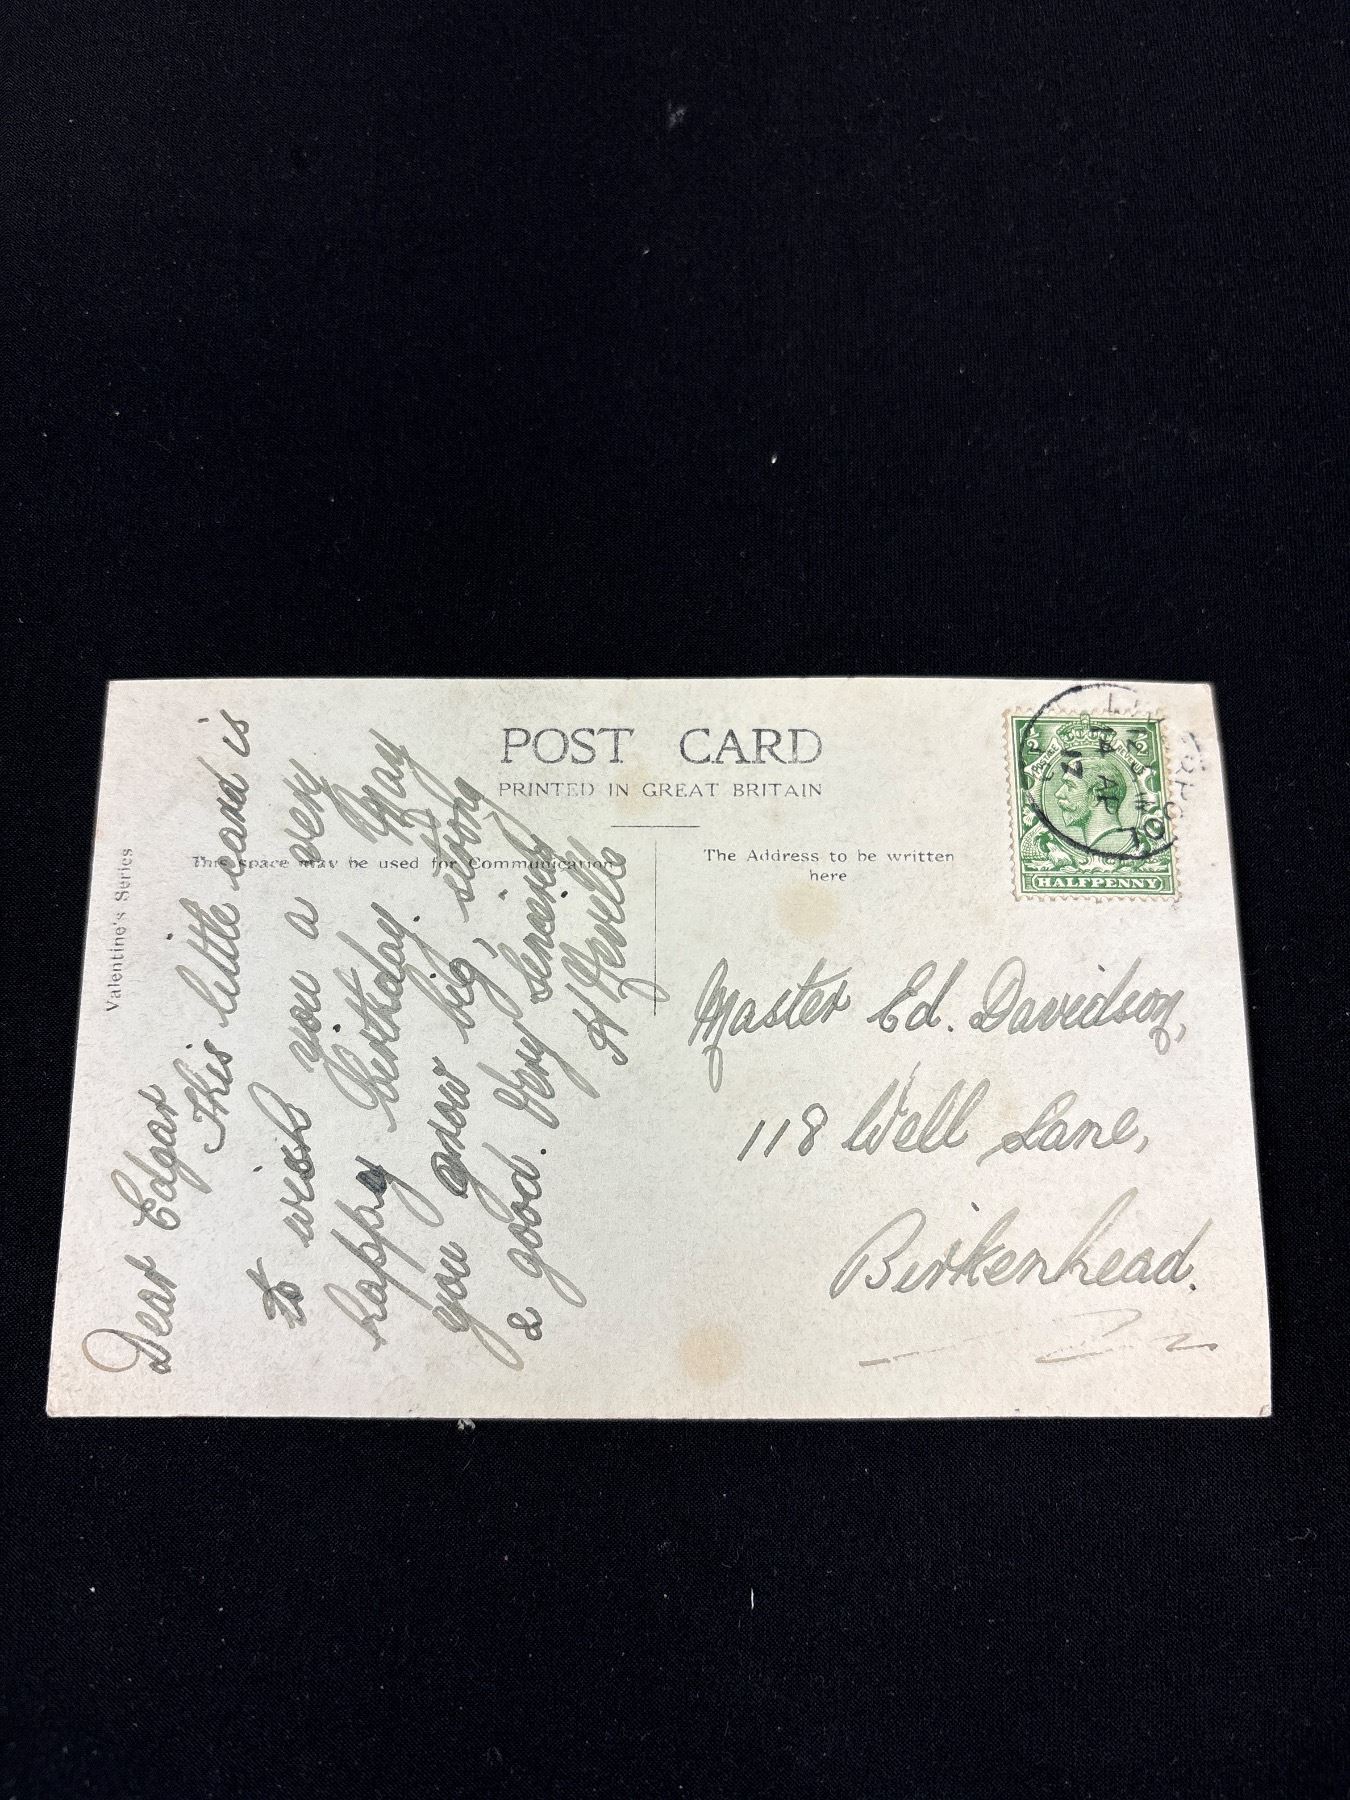 POST CARD
PRINTED IN GREAT BRITAIN
Valentine's Series
This space may be used for Communication
The Address to be written
here
HALFPENNY
AP
17
Dear Edgar
This little card is
to wish you a very
happy birthday. May
you grow big, strong
& good. Very sincerely
Master Ed. Davidson,
118 Well Lane,
Birkenhead.